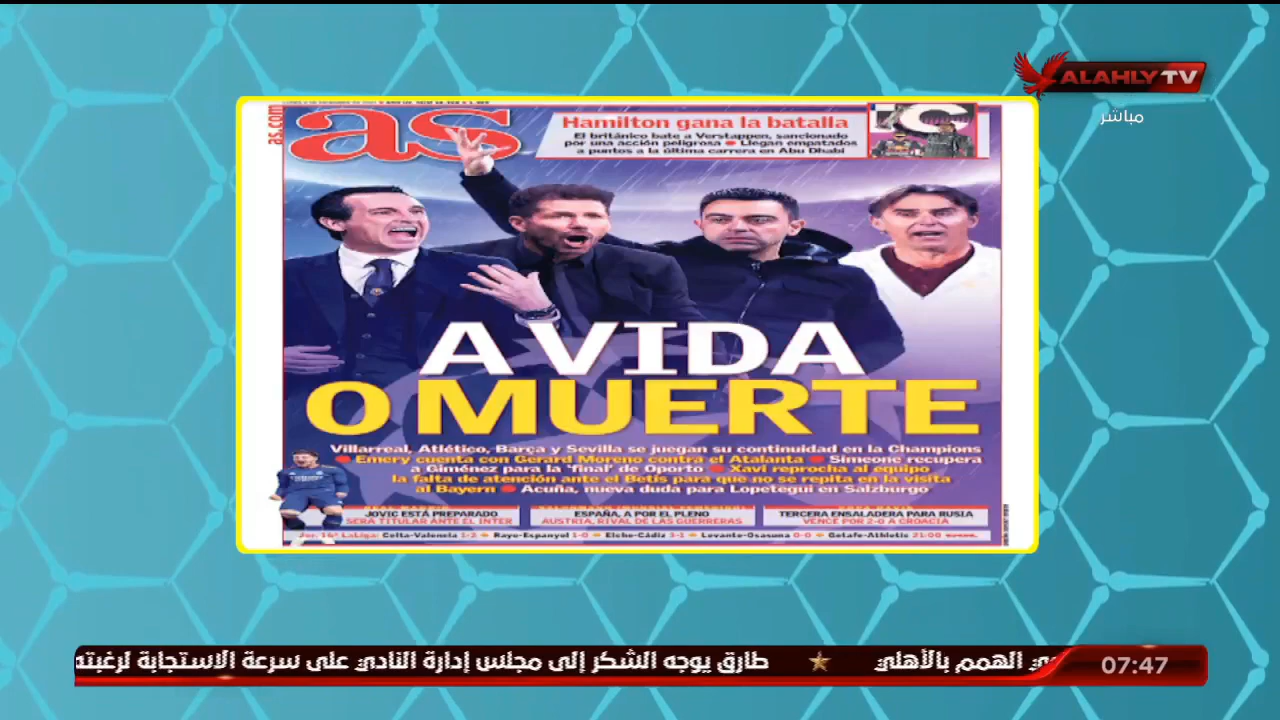 ALAHLY TV
مباشر
as.com
as
Hamilton gana la batalla
El británico bate a Verstappen, sancionado
por una acción peligrosa • Llegan empatados
a puntos a la última carrera en Abu Dhabi
A VIDA
O MUERTE
Villarreal, Atlético, Barça y Sevilla se juegan su continuidad en la Champions
• Emery cuenta con Gerard Moreno contra el Atalanta • Simeone recupera
a Giménez para la 'final' de Oporto • Xavi reprocha al equipo
la falta de atención ante el Betis para que no se repita en la visita
al Bayern • Acuña, nueva duda para Lopetegui en Salzburgo
JOVIC ESTÁ PREPARADO
SERÁ TITULAR ANTE EL INTER
ESPAÑA, A POR EL PLENO
AUSTRIA, RIVAL DE LAS GUERRERAS
TERCERA ENSALADERA PARA RUSIA
VENCE POR 2-0 A CROACIA
Jor. 16ª LaLiga: Celta-Valencia 1-2 • Rayo-Espanyol 1-0 • Elche-Cádiz 3-1 • Levante-Osasuna 0-0 • Getafe-Athletic 21:00
الهمم بالأهلي ★ طارق يوجه الشكر إلى مجلس إدارة النادي على سرعة الاستجابة لرغبته
07:47